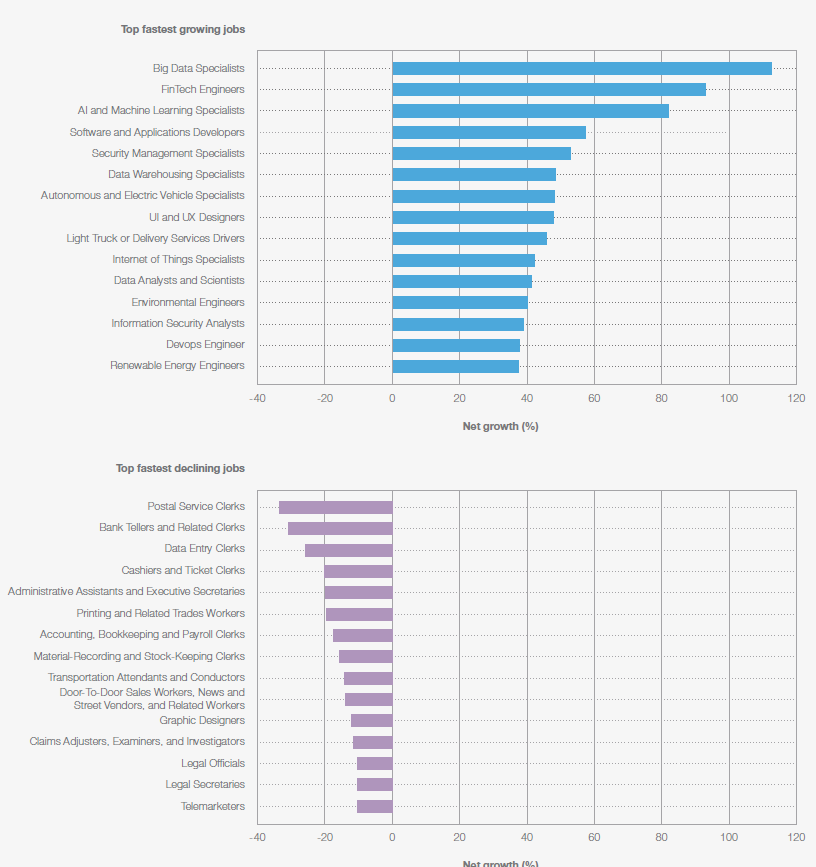 Top fastest growing jobs
Big Data Specialists
FinTech Engineers
AI and Machine Learning Specialists
Software and Applications Developers
Security Management Specialists
Data Warehousing Specialists
Autonomous and Electric Vehicle Specialists
UI and UX Designers
Light Truck or Delivery Services Drivers
Internet of Things Specialists
Data Analysts and Scientists
Environmental Engineers
Information Security Analysts
Devops Engineer
Renewable Energy Engineers
-40 -20 0 20 40 60 80 100 120
Net growth (%)
Top fastest declining jobs
Postal Service Clerks
Bank Tellers and Related Clerks
Data Entry Clerks
Cashiers and Ticket Clerks
Administrative Assistants and Executive Secretaries
Printing and Related Trades Workers
Accounting, Bookkeeping and Payroll Clerks
Material-Recording and Stock-Keeping Clerks
Transportation Attendants and Conductors
Door-To-Door Sales Workers, News and
Street Vendors, and Related Workers
Graphic Designers
Claims Adjusters, Examiners, and Investigators
Legal Officials
Legal Secretaries
Telemarketers
-40 -20 0 20 40 60 80 100 120
Net growth (%)